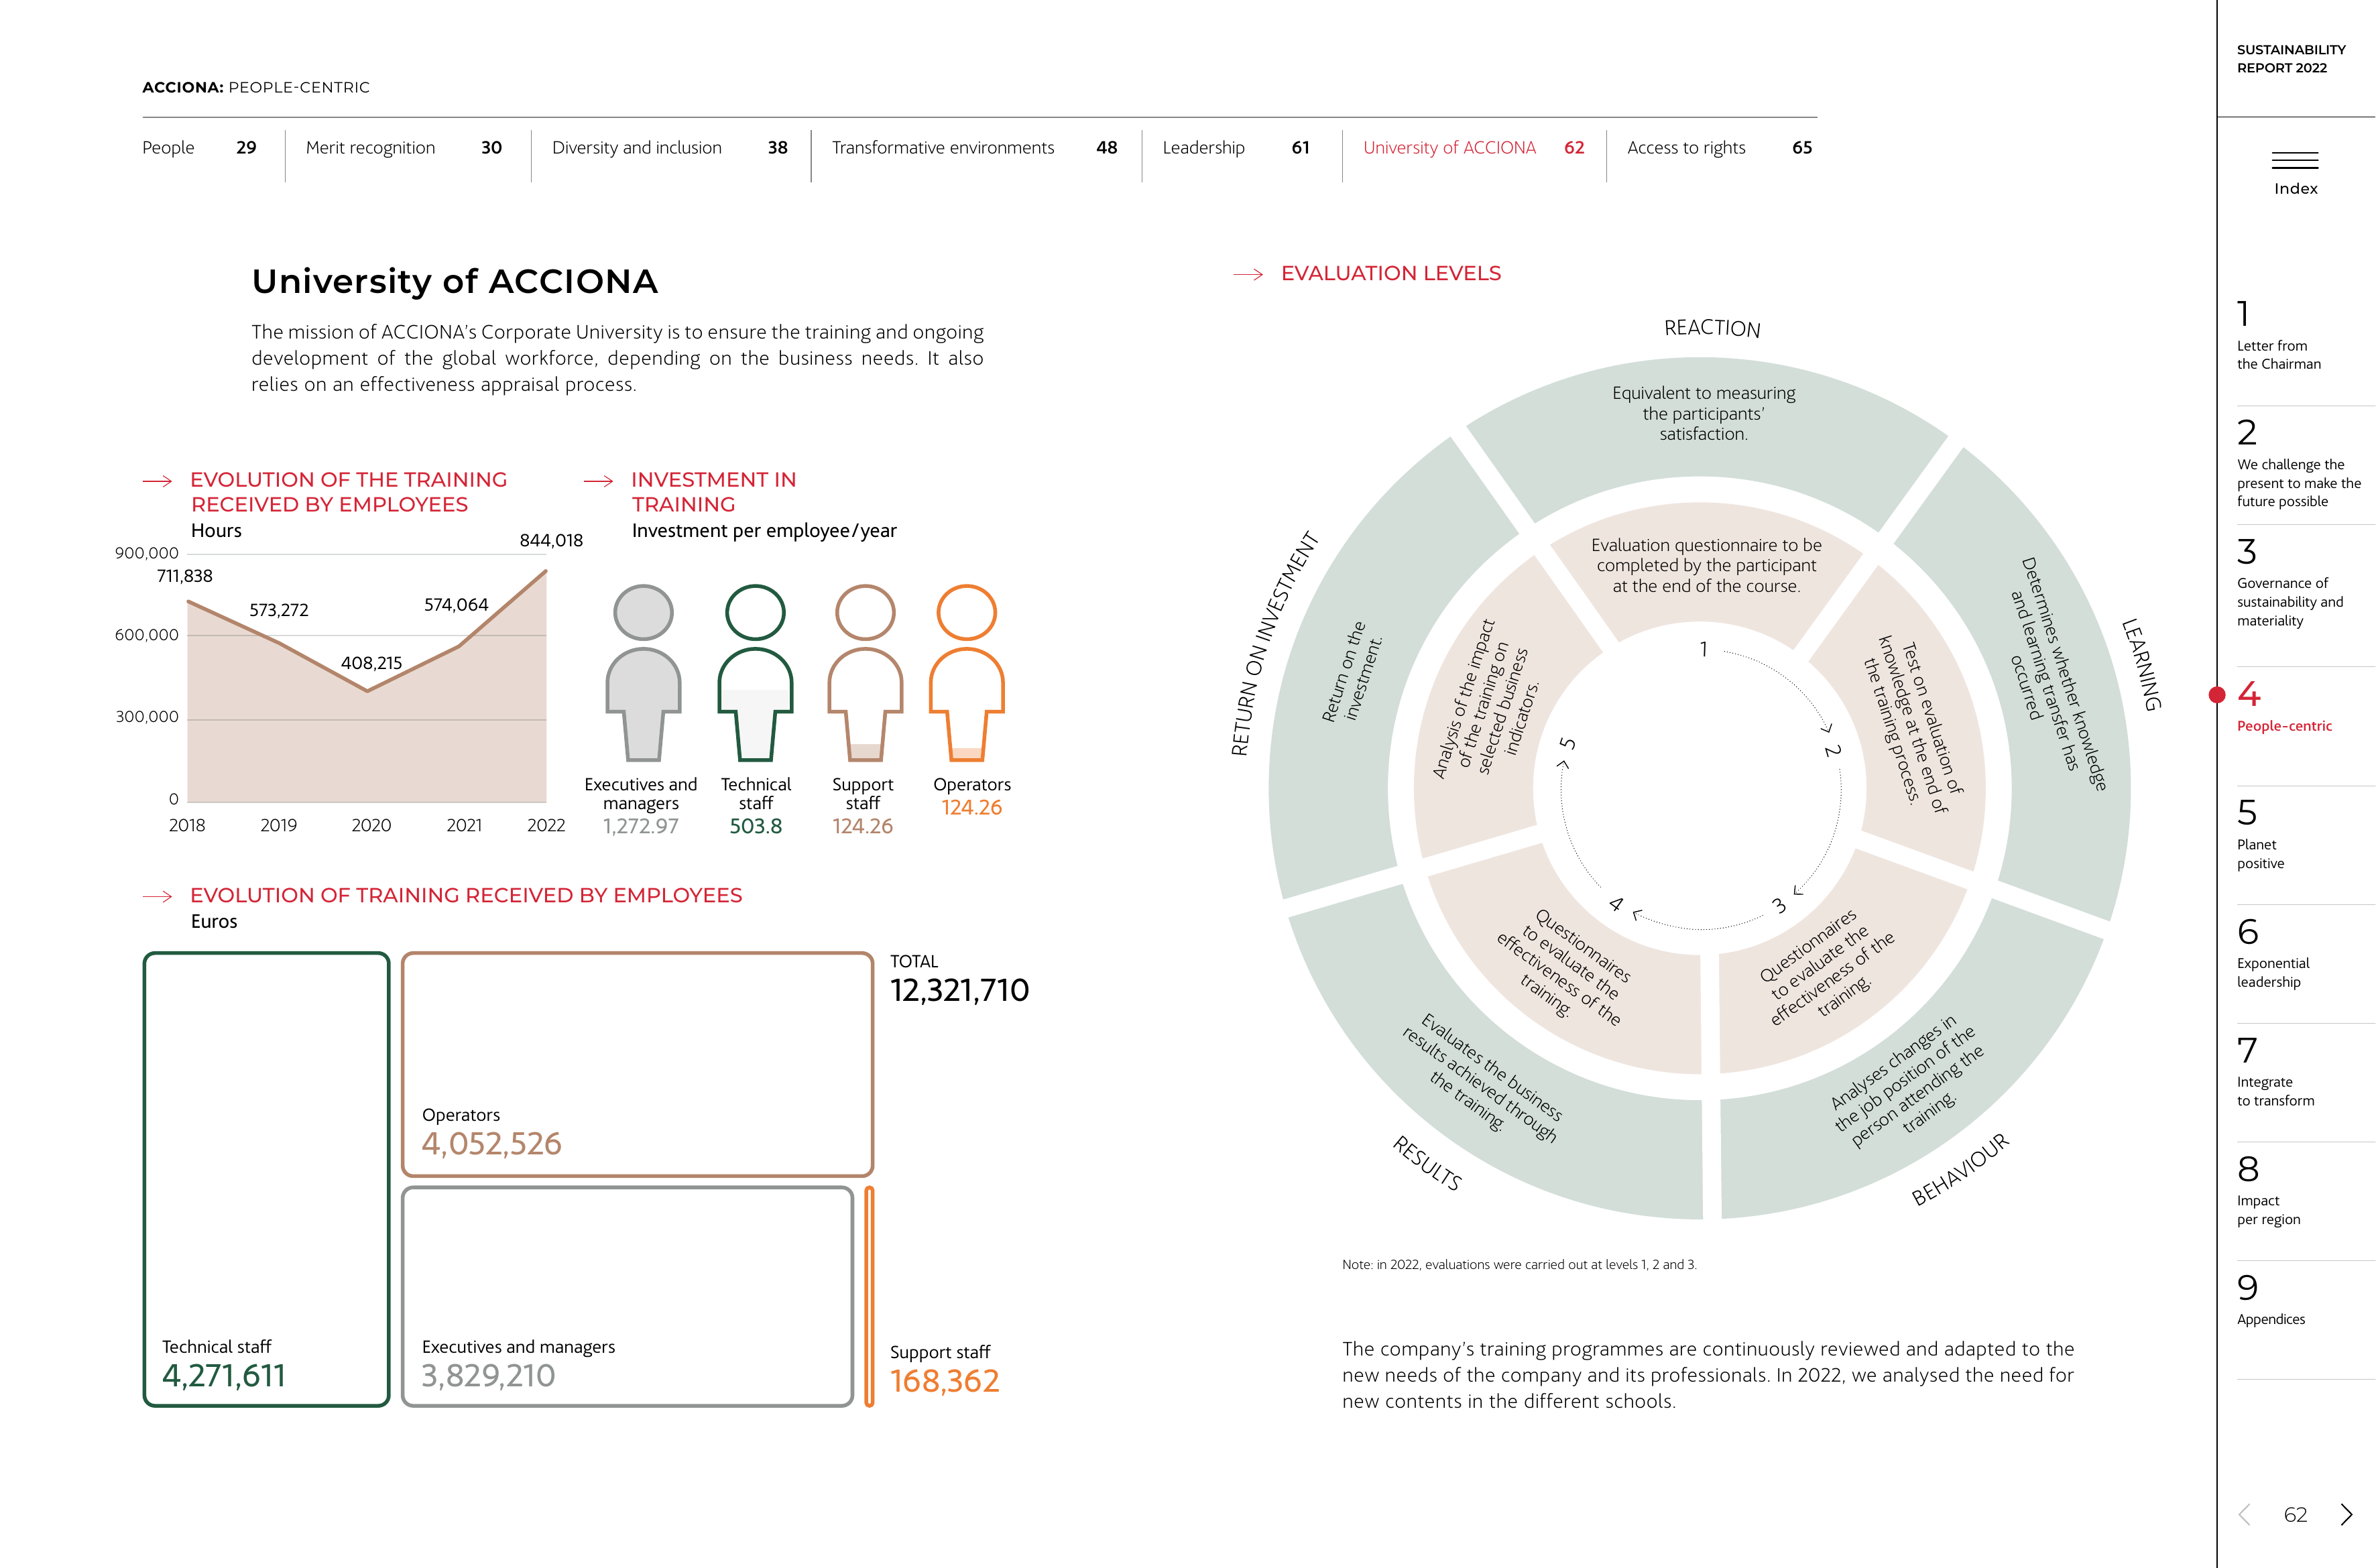 ACCIONA: PEOPLE-CENTRIC
People 29
Merit recognition 30
Diversity and inclusion 38
Transformative environments 48
Leadership 61
University of ACCIONA 62
Access to rights 65
University of ACCIONA
The mission of ACCIONA's Corporate University is to ensure the training and ongoing
development of the global workforce, depending on the business needs. It also
relies on an effectiveness appraisal process.
EVOLUTION OF THE TRAINING
RECEIVED BY EMPLOYEES
Hours
900,000
600,000
300,000
0
711,838
573,272
408,215
574,064
844,018
2018
2019
2020
2021
2022
INVESTMENT IN
TRAINING
Investment per employee/year
Executives and
managers
1,272.97
Technical
staff
503.8
Support
staff
124.26
Operators
124.26
EVOLUTION OF TRAINING RECEIVED BY EMPLOYEES
Euros
Technical staff
4,271,611
Operators
4,052,526
Executives and managers
3,829,210
TOTAL
12,321,710
Support staff
168,362
EVALUATION LEVELS
REACTION
Equivalent to measuring
the participants'
satisfaction.
Evaluation questionnaire to be
completed by the participant
at the end of the course.
1
LEARNING
Determines whether knowledge
and learning transfer has
occurred
Test on evaluation of
knowledge at the end of
the training process.
2
BEHAVIOUR
Analyses changes in
the job position of the
person attending the
training.
Questionnaires
to evaluate the
effectiveness of the
training.
3
RESULTS
Evaluates the business
results achieved through
the training.
Questionnaires
to evaluate the
effectiveness of the
training.
4
RETURN ON INVESTMENT
Return on the
investment.
Analysis of the impact
of the training on
selected business
indicators.
5
Note: in 2022, evaluations were carried out at levels 1, 2 and 3.
The company's training programmes are continuously reviewed and adapted to the
new needs of the company and its professionals. In 2022, we analysed the need for
new contents in the different schools.
SUSTAINABILITY
REPORT 2022
Index
1
Letter from
the Chairman
2
We challenge the
present to make the
future possible
3
Governance of
sustainability and
materiality
4
People-centric
5
Planet
positive
6
Exponential
leadership
7
Integrate
to transform
8
Impact
per region
9
Appendices
62